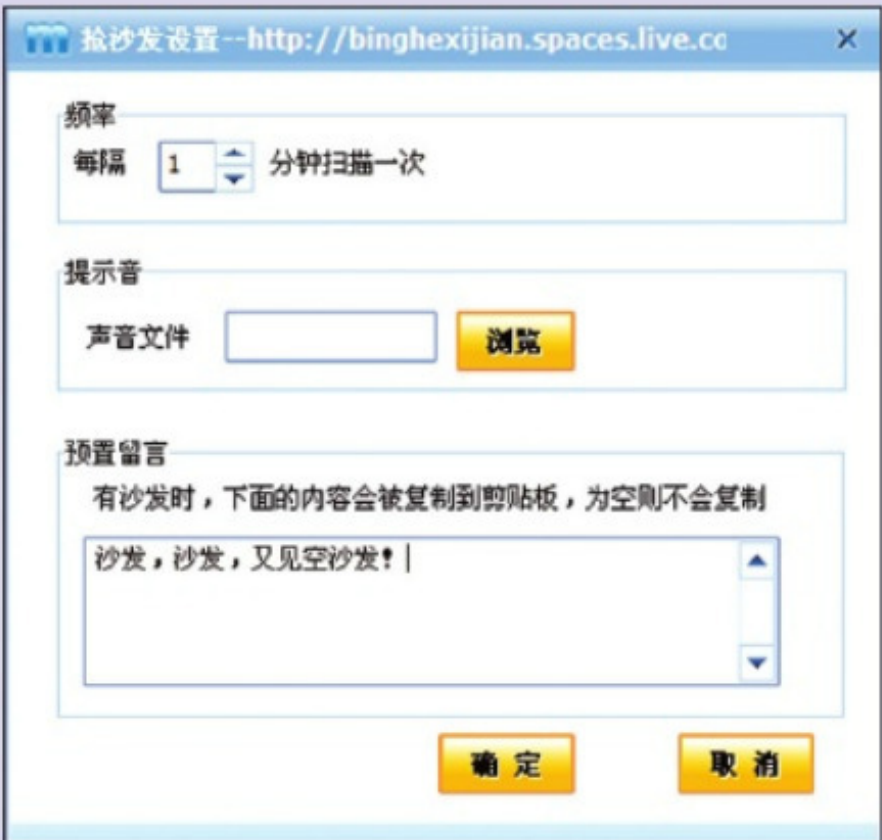 抢沙发设置--http://binghexijian.spaces.live.co
频率
每隔 1 分钟扫描一次
提示音
声音文件 浏览
预置留言
有沙发时，下面的内容会被复制到剪贴板，为空则不会复制
沙发，沙发，又见空沙发！
确 定 取 消